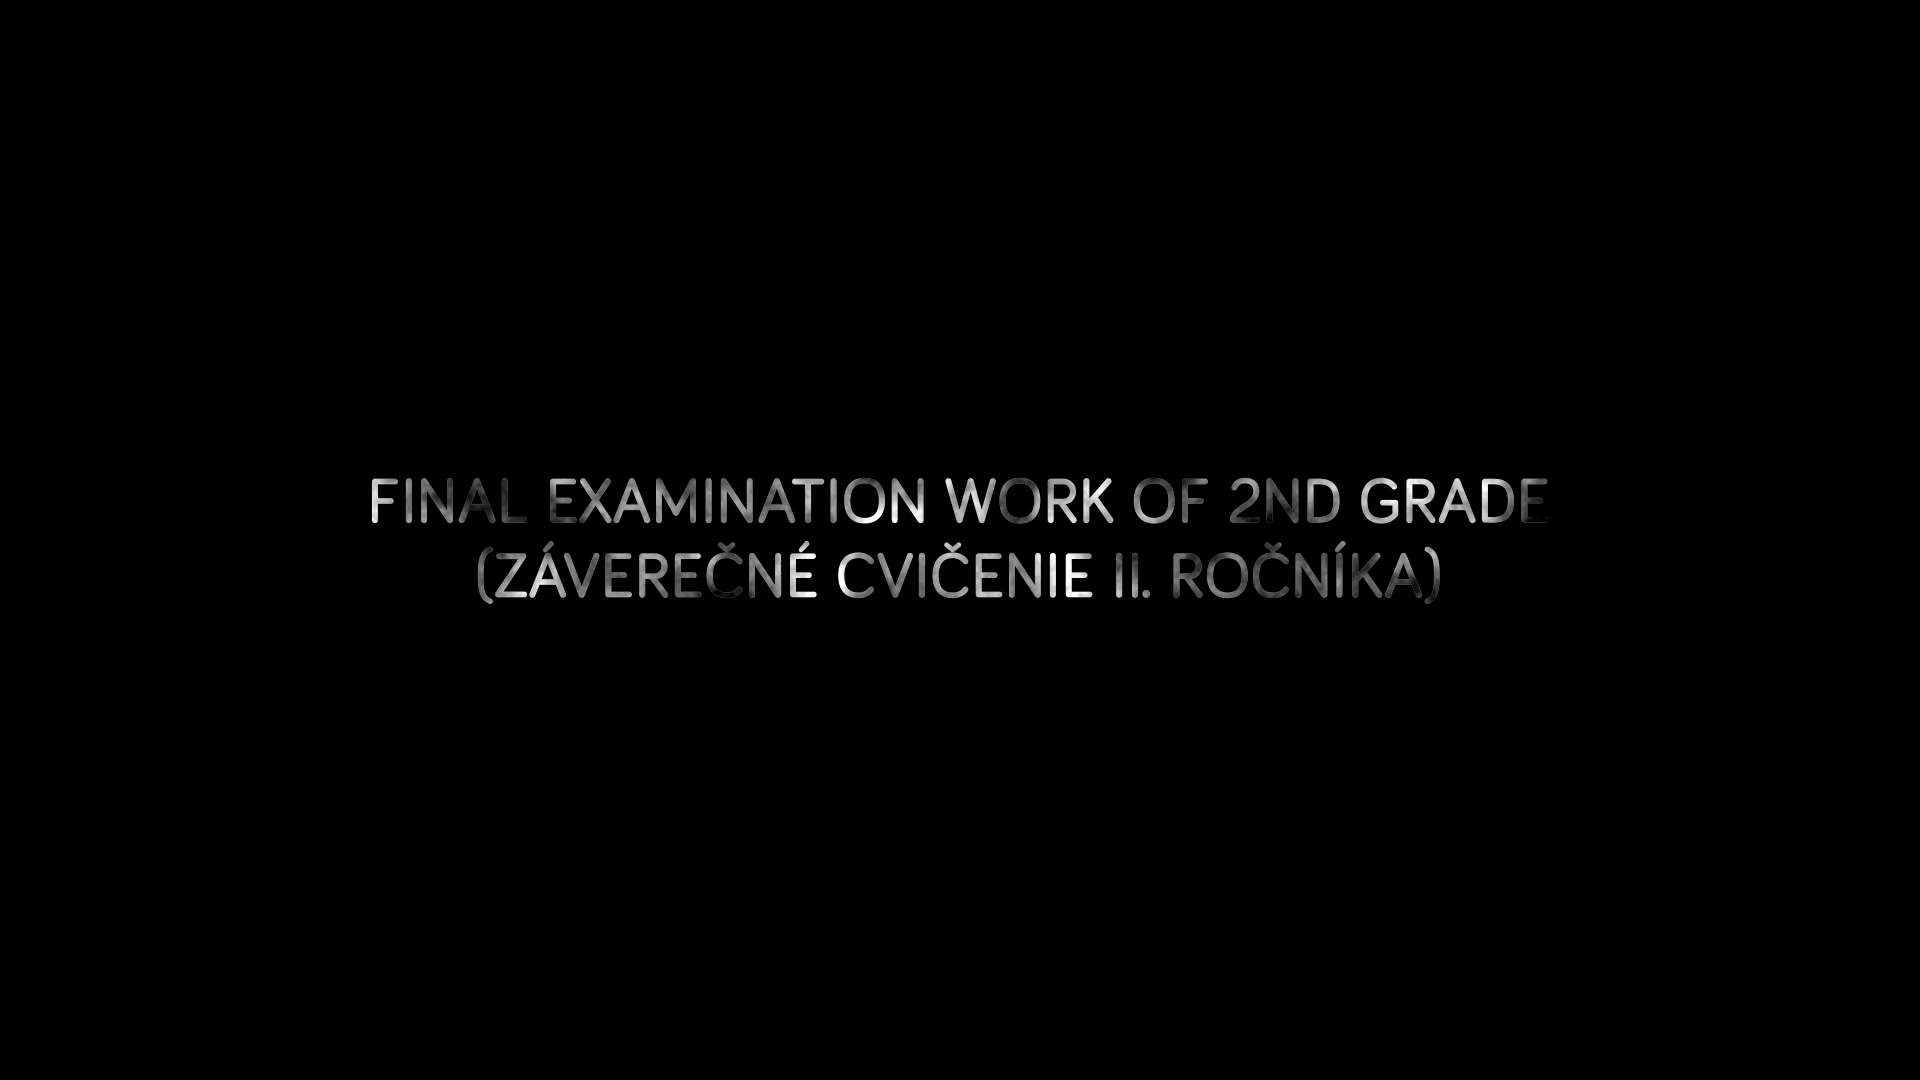 FINAL EXAMINATION WORK OF 2ND GRADE
(ZÁVEREČNÉ CVIČENIE II. ROČNÍKA)